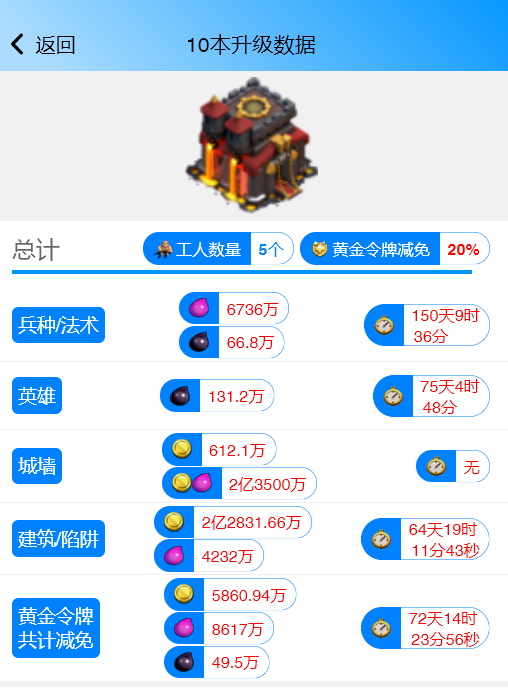 返回
10本升级数据
总计
工人数量 5个
黄金令牌减免 20%
兵种/法术
6736万
66.8万
150天9时
36分
英雄
131.2万
75天4时
48分
城墙
612.1万
2亿3500万
无
建筑/陷阱
2亿2831.66万
4232万
64天19时
11分43秒
黄金令牌
共计减免
5860.94万
8617万
49.5万
72天14时
23分56秒